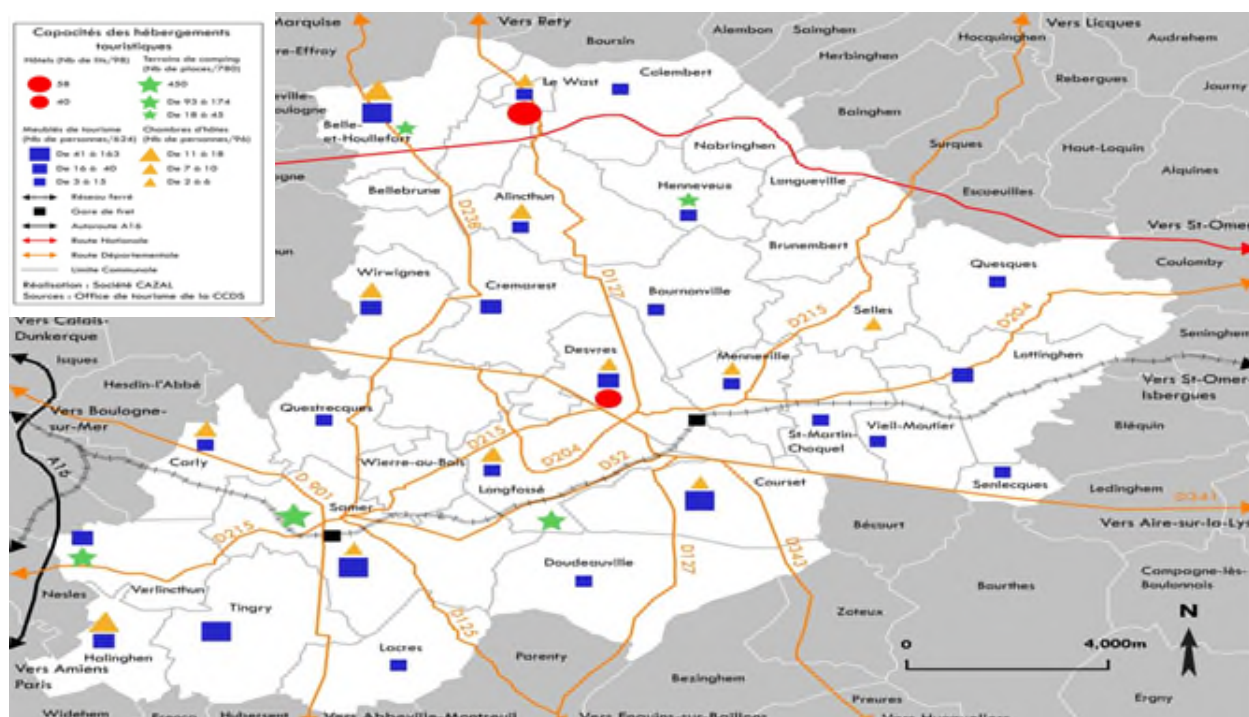 Capacités des hébergements
touristiques
Hôtels (Nb de lits/98)
58
40
Terrains de camping
(Nb de places/780)
450
De 93 à 174
De 18 à 45
Meublés de tourisme
(Nb de personnes/634)
De 41 à 163
De 16 à 40
De 3 à 15
Chambres d'hôtes
(Nb de personnes/96)
De 11 à 18
De 7 à 10
De 2 à 6
Réseau ferré
Gare de fret
Autoroute A16
Route Nationale
Route Départementale
Limite Communale
Réalisation : Société CAZAL
Sources : Office de tourisme de la CCDS
Marquise
Vers Rety
Boursin
Alembon
Sainghen
Herbinghen
Hocquinghen
Vers Licques
Audrehem
Rebergues
Journy
Bainghen
Haut-Loquin
Alquines
Surques
Escoeuilles
Vers St-Omer
Coulomby
Le Wast
Colembert
Belle-
et-Houllefort
Nabringhen
Bellebrune
Alincthun
Henneveux
Longueville
Brunembert
Quesques
D238
D127
Wirwignes
Cremarest
Bournonville
D215
Selles
D204
Lottinghen
Seninghem
Vers Calais-
Dunkerque
Isques
Hesdin-l'Abbé
Vers Boulogne-
sur-Mer
A16
Desvres
Menneville
Vers St-Omer
Isbergues
Questrecques
Carly
D215
Wierre-au-Bois
D204
D52
St-Martin-
Choquel
Vieil-Moutier
Bléquin
D 901
Samer
Longfossé
Courset
Senlecques
Ledinghem
D341
Vers Aire-sur-la-Lys
Bécourt
D215
Nesles
Verlincthun
Doudeauville
D127
D343
Bourthes
Campagne-lès-
Boulonnais
Tingry
Halinghen
D125
Lacres
Zoteux
N
0
4,000m
Vers Amiens
Paris
Parenty
Bezinghem
Preures
Ergny
Widehem
Hubersent